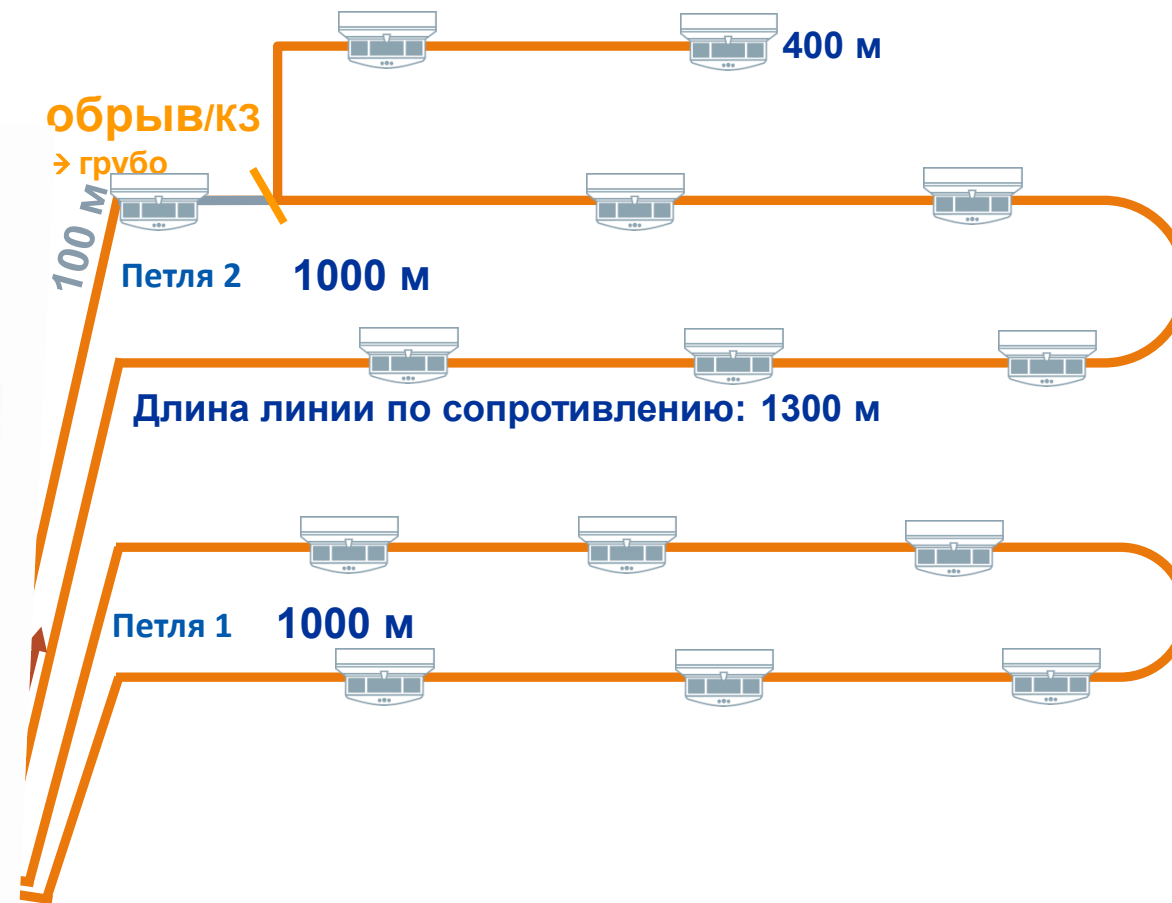 400 м
обрыв/КЗ
→ грубо
100 м
Петля 2 1000 м
Длина линии по сопротивлению: 1300 м
Петля 1 1000 м